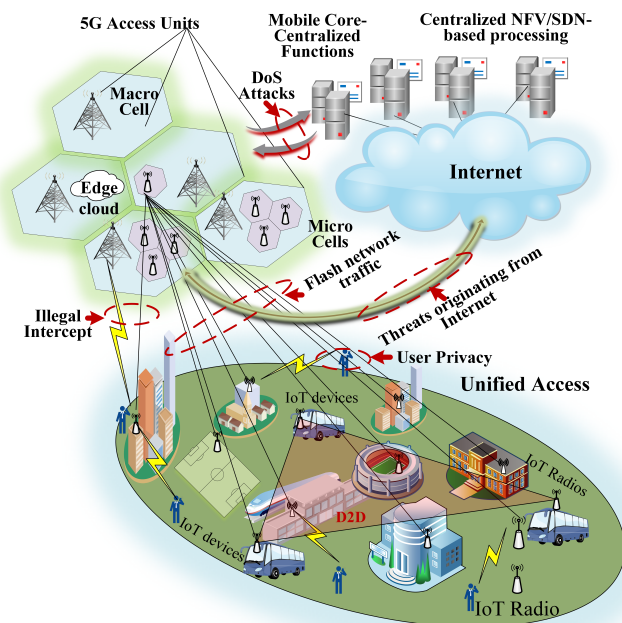 5G Access Units
Mobile Core-
Centralized
Functions
Centralized NFV/SDN-
based processing
DoS
Attacks
Macro
Cell
Internet
Edge
cloud
Micro
Cells
Flash network
traffic
Threats originating from
Internet
Illegal
Intercept
User Privacy
Unified Access
IoT devices
IoT Radios
D2D
IoT devices
IoT Radio